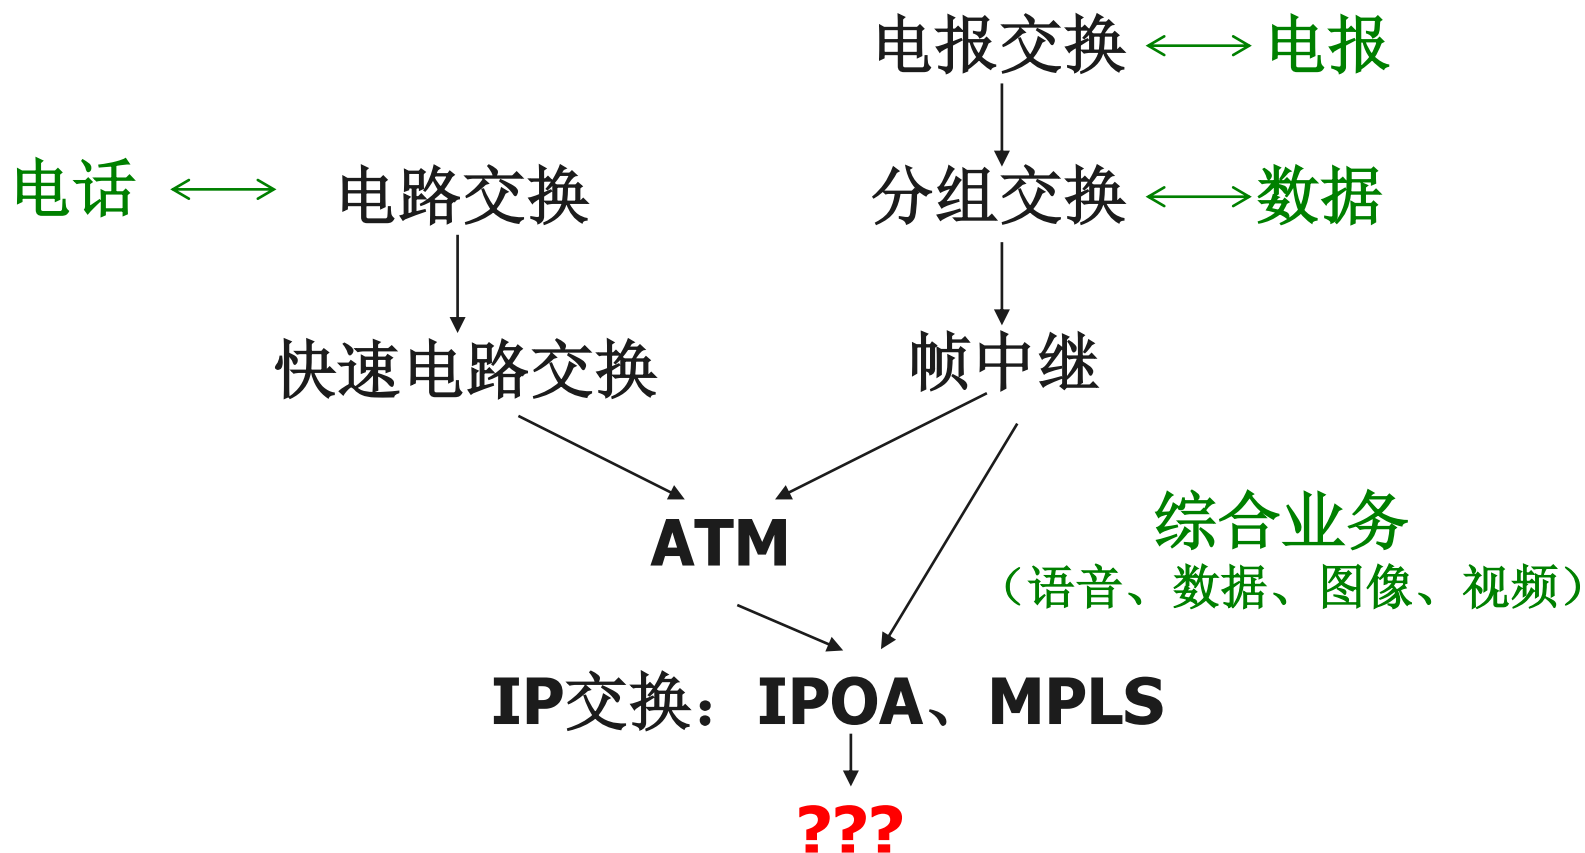 电报交换 电报
电话 电路交换 分组交换 数据
快速电路交换 帧中继
ATM
综合业务
（语音、数据、图像、视频）
IP交换：IPOA、MPLS
???